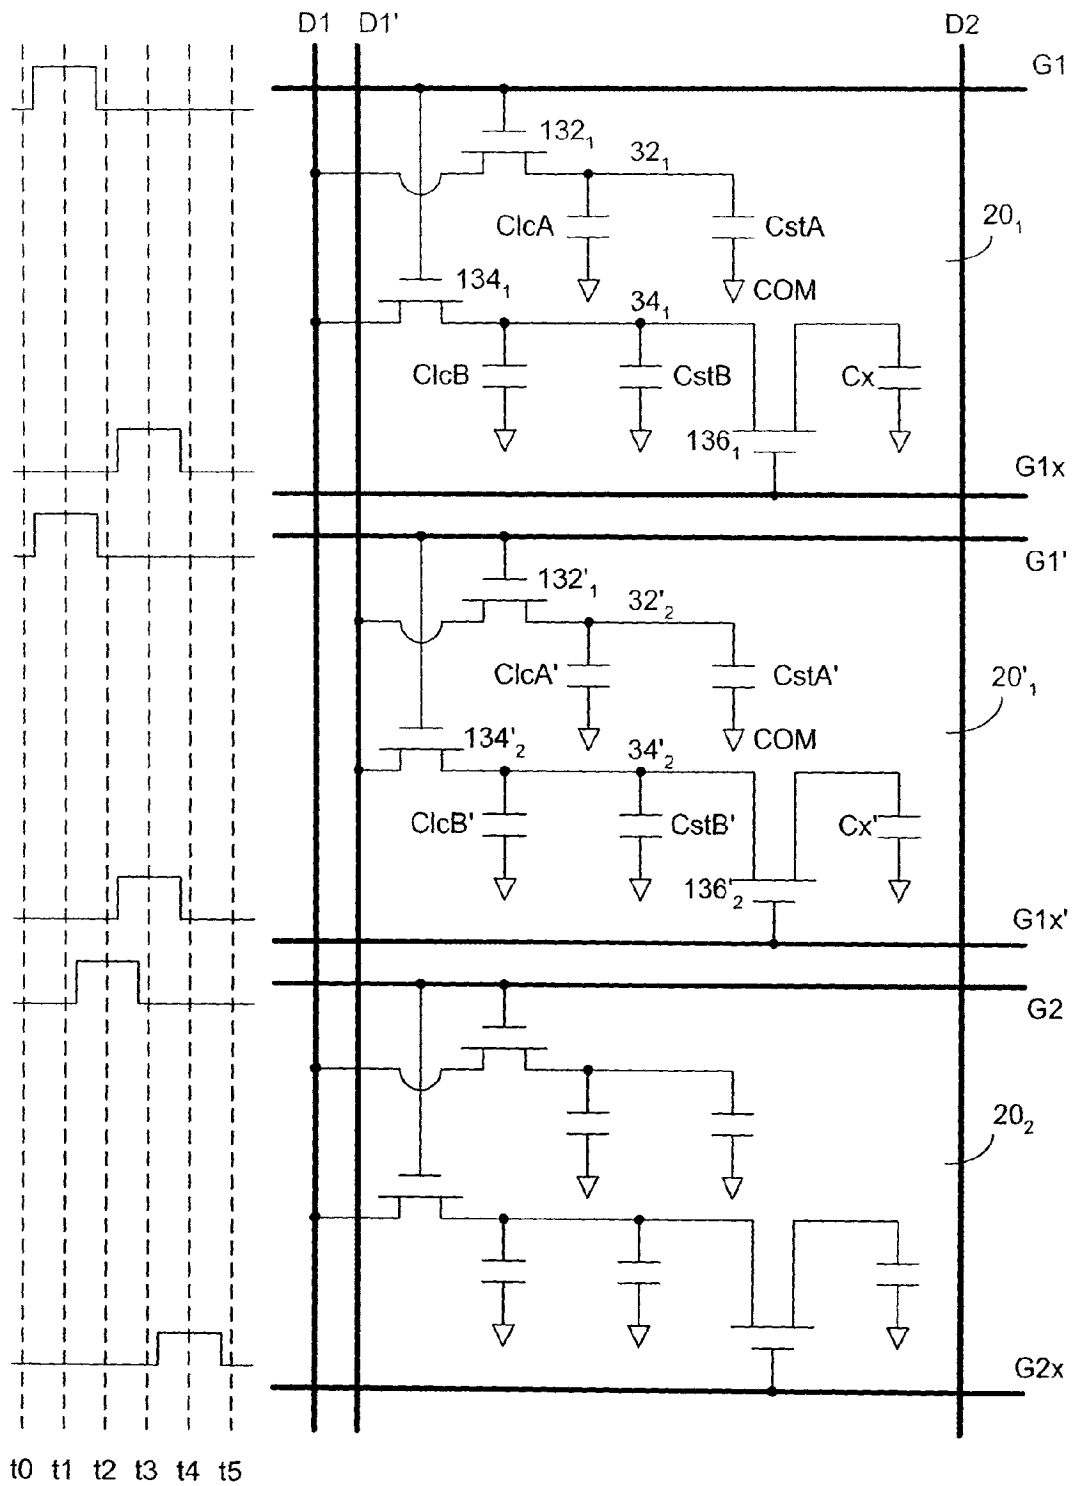 D1 D1' D2
G1
132₁
32₁
20₁
ClcA CstA
134₁ COM
34₁
ClcB CstB Cx
136₁
G1x
G1'
132'₁
32'₂
ClcA' CstA' 20'₁
134'₂ COM
34'₂
ClcB' CstB' Cx'
136'₂
G1x'
G2
20₂
G2x
t0 t1 t2 t3 t4 t5